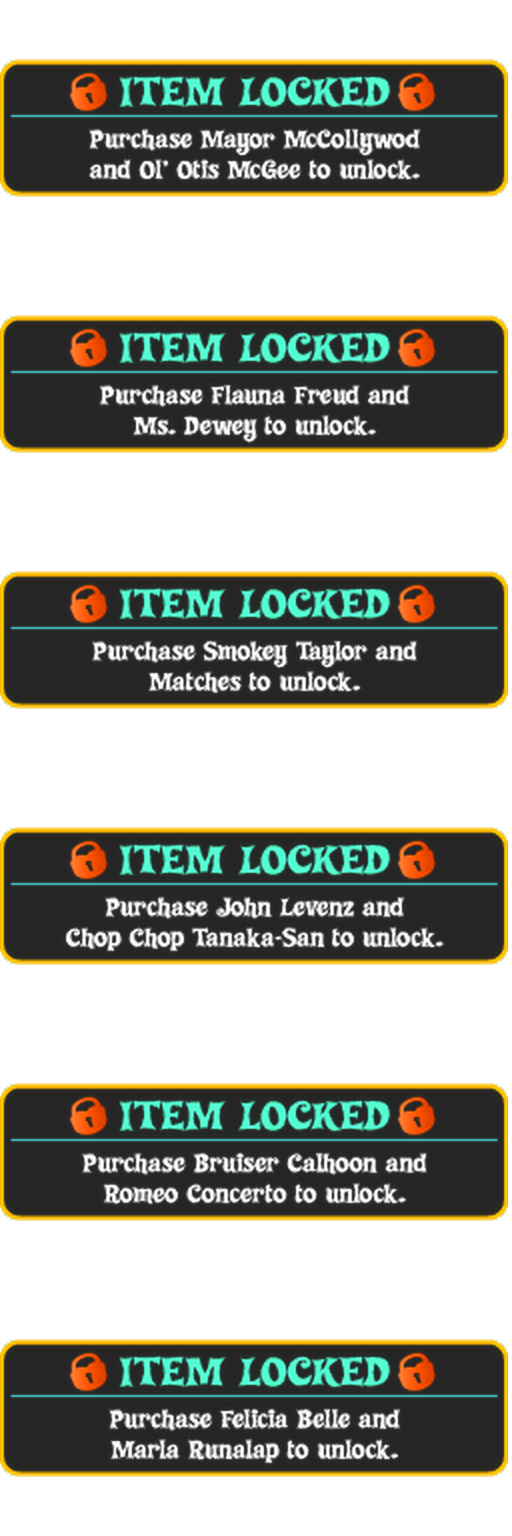 ITEM LOCKED
Purchase Mayor McCollywod
and Ol' Otis McGee to unlock.
ITEM LOCKED
Purchase Flauna Freud and
Ms. Dewey to unlock.
ITEM LOCKED
Purchase Smokey Taylor and
Matches to unlock.
ITEM LOCKED
Purchase John Levenz and
Chop Chop Tanaka-San to unlock.
ITEM LOCKED
Purchase Bruiser Calhoon and
Romeo Concerto to unlock.
ITEM LOCKED
Purchase Felicia Belle and
Marla Runalap to unlock.